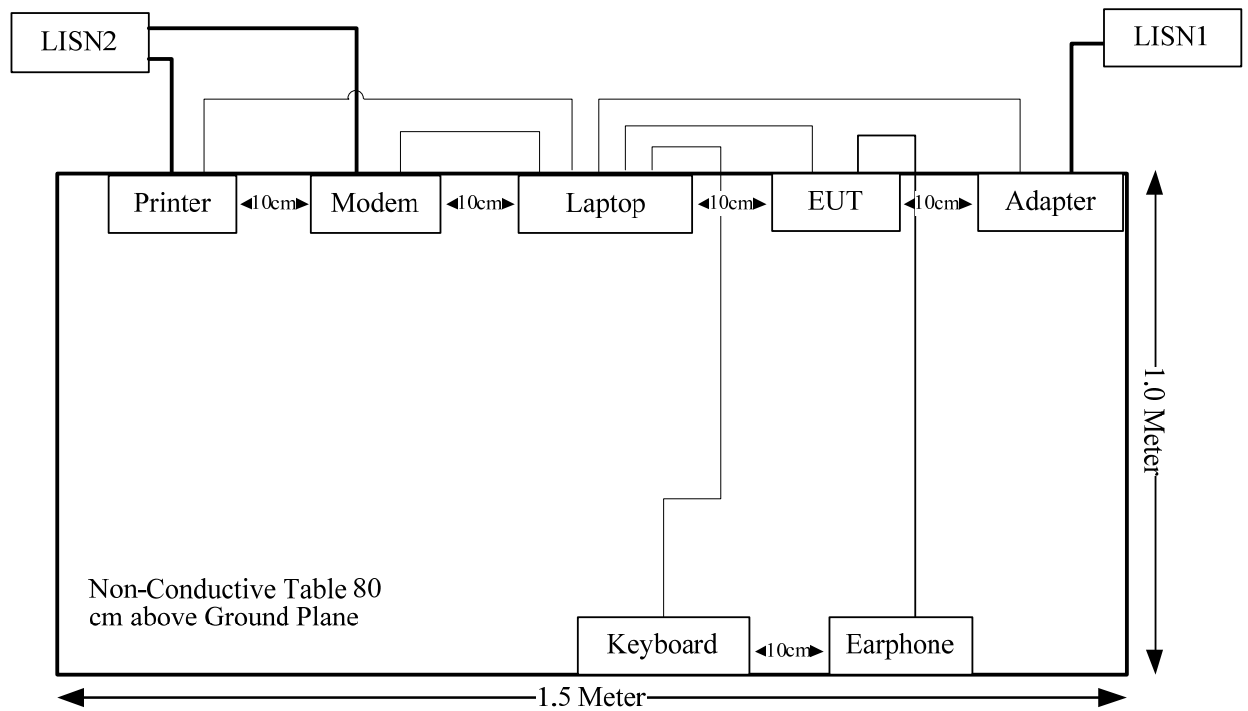 LISN2
LISN1
Printer
10cm
Modem
10cm
Laptop
10cm
EUT
10cm
Adapter
1.0 Meter
Non-Conductive Table 80
cm above Ground Plane
Keyboard
10cm
Earphone
1.5 Meter